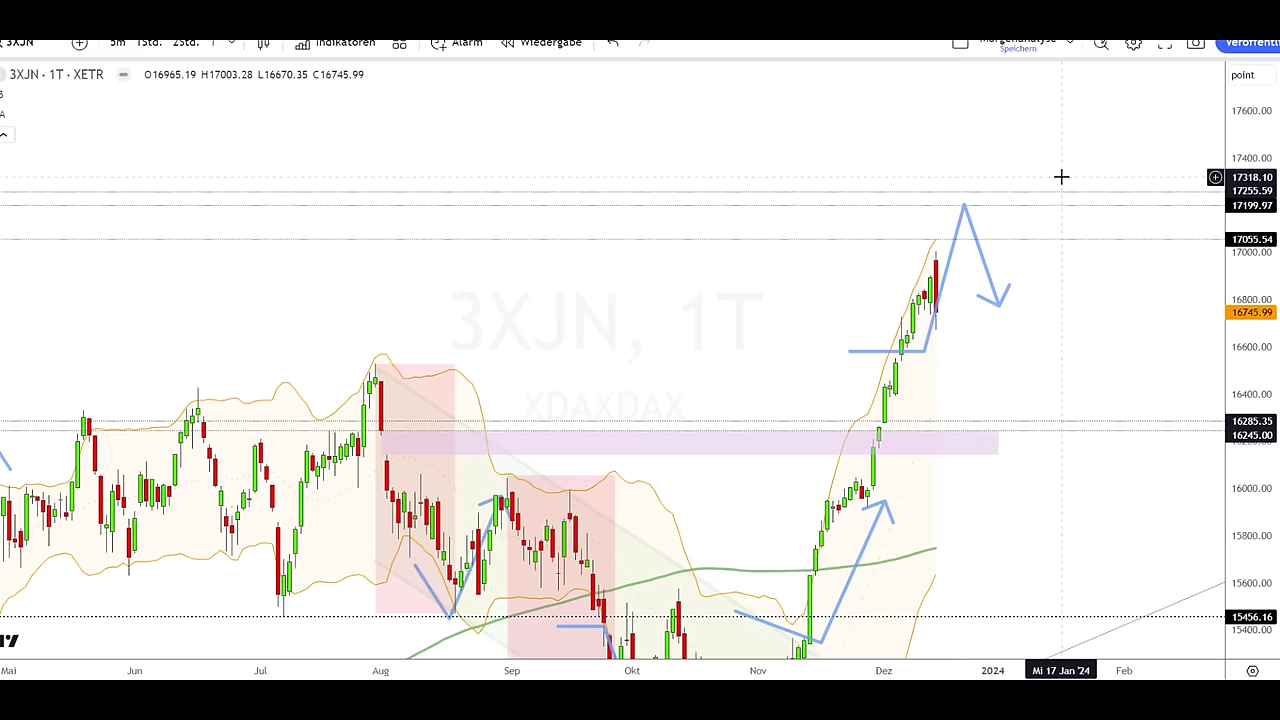 3XJN 5m 1Std. 2Std. Indikatoren Alarm Wiedergabe
Speichern
3XJN · 1T · XETR O16965.19 H17003.28 L16670.35 C16745.99
point
17600.00
17400.00
17318.10
17255.59
17199.97
17055.54
17000.00
16800.00
16745.99
16600.00
3XJN, 1T
XDAXDAX
16400.00
16285.35
16245.00
16000.00
15800.00
15600.00
15456.16
15400.00
Mai Jun Jul Aug Sep Okt Nov Dez 2024 Mi 17 Jan '24 Feb